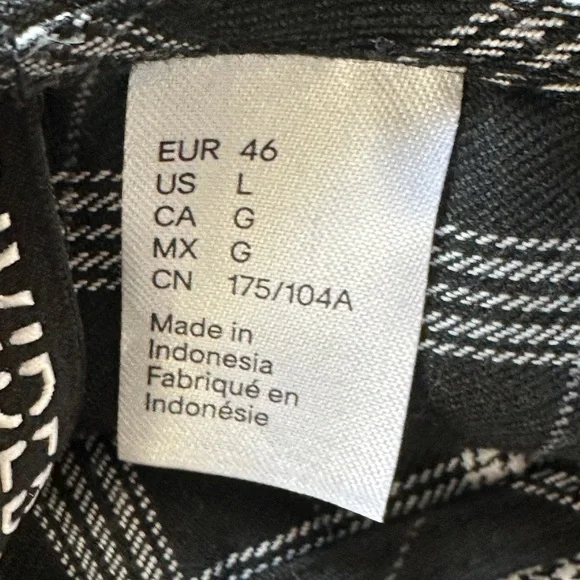 EUR 46
US L
CA G
MX G
CN 175/104A
Made in
Indonesia
Fabriqué en
Indonésie